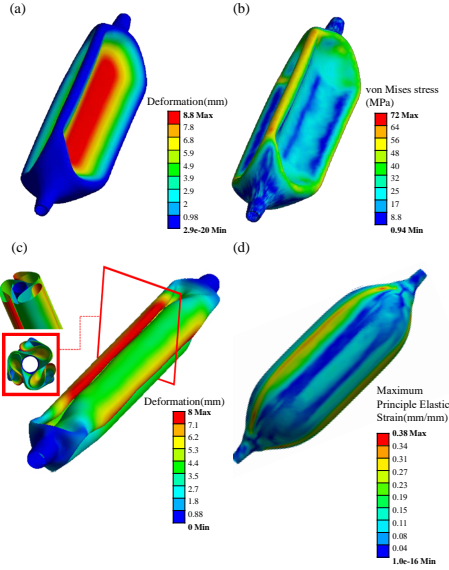 (a)
Deformation(mm)
8.8 Max
7.8
6.8
5.9
4.9
3.9
2.9
2
0.98
2.9e-20 Min
(b)
von Mises stress
(MPa)
72 Max
64
56
48
40
32
25
17
8.8
0.94 Min
(c)
Deformation(mm)
8 Max
7.1
6.2
5.3
4.4
3.5
2.7
1.8
0.88
0 Min
(d)
Maximum
Principle Elastic
Strain(mm/mm)
0.38 Max
0.34
0.31
0.27
0.23
0.19
0.15
0.11
0.08
0.04
1.0e-16 Min